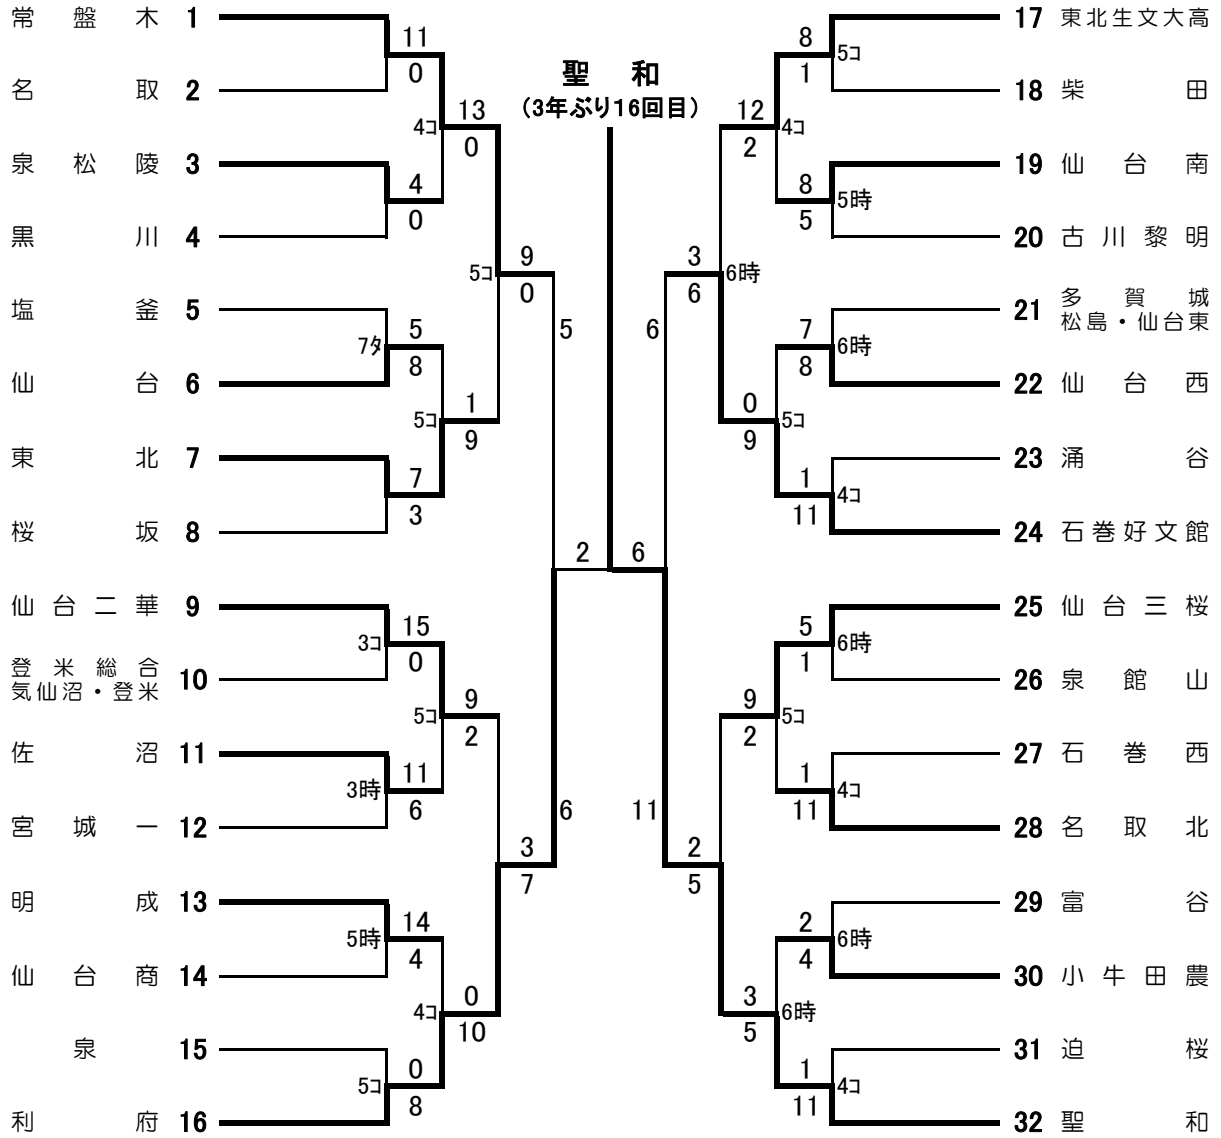 聖和
(3年ぶり16回目)
常盤木 1
名取 2
泉松陵 3
黒川 4
塩釜 5
仙台 6
東北 7
桜坂 8
仙台二華 9
登米総合
気仙沼・登米 10
佐沼 11
宮城一 12
明成 13
仙台商 14
泉 15
利府 16
11
0
4
0
7ﾀ
5
8
7
3
3ｺ
15
0
3時
11
6
5時
14
4
5ｺ
0
8
4ｺ
13
0
5ｺ
1
9
5ｺ
9
2
4ｺ
0
10
5ｺ
9
0
3
7
5
6
2
6
6
11
3
6
6時
2
5
12
2
4ｺ
0
9
5ｺ
9
2
5ｺ
3
5
6時
8
1
5ｺ
8
5
5時
7
8
6時
1
11
4ｺ
5
1
6時
1
11
4ｺ
2
4
6時
1
11
4ｺ
17 東北生文大高
18 柴田
19 仙台南
20 古川黎明
21 多賀城
松島・仙台東
22 仙台西
23 涌谷
24 石巻好文館
25 仙台三桜
26 泉館山
27 石巻西
28 名取北
29 富谷
30 小牛田農
31 迫桜
32 聖和